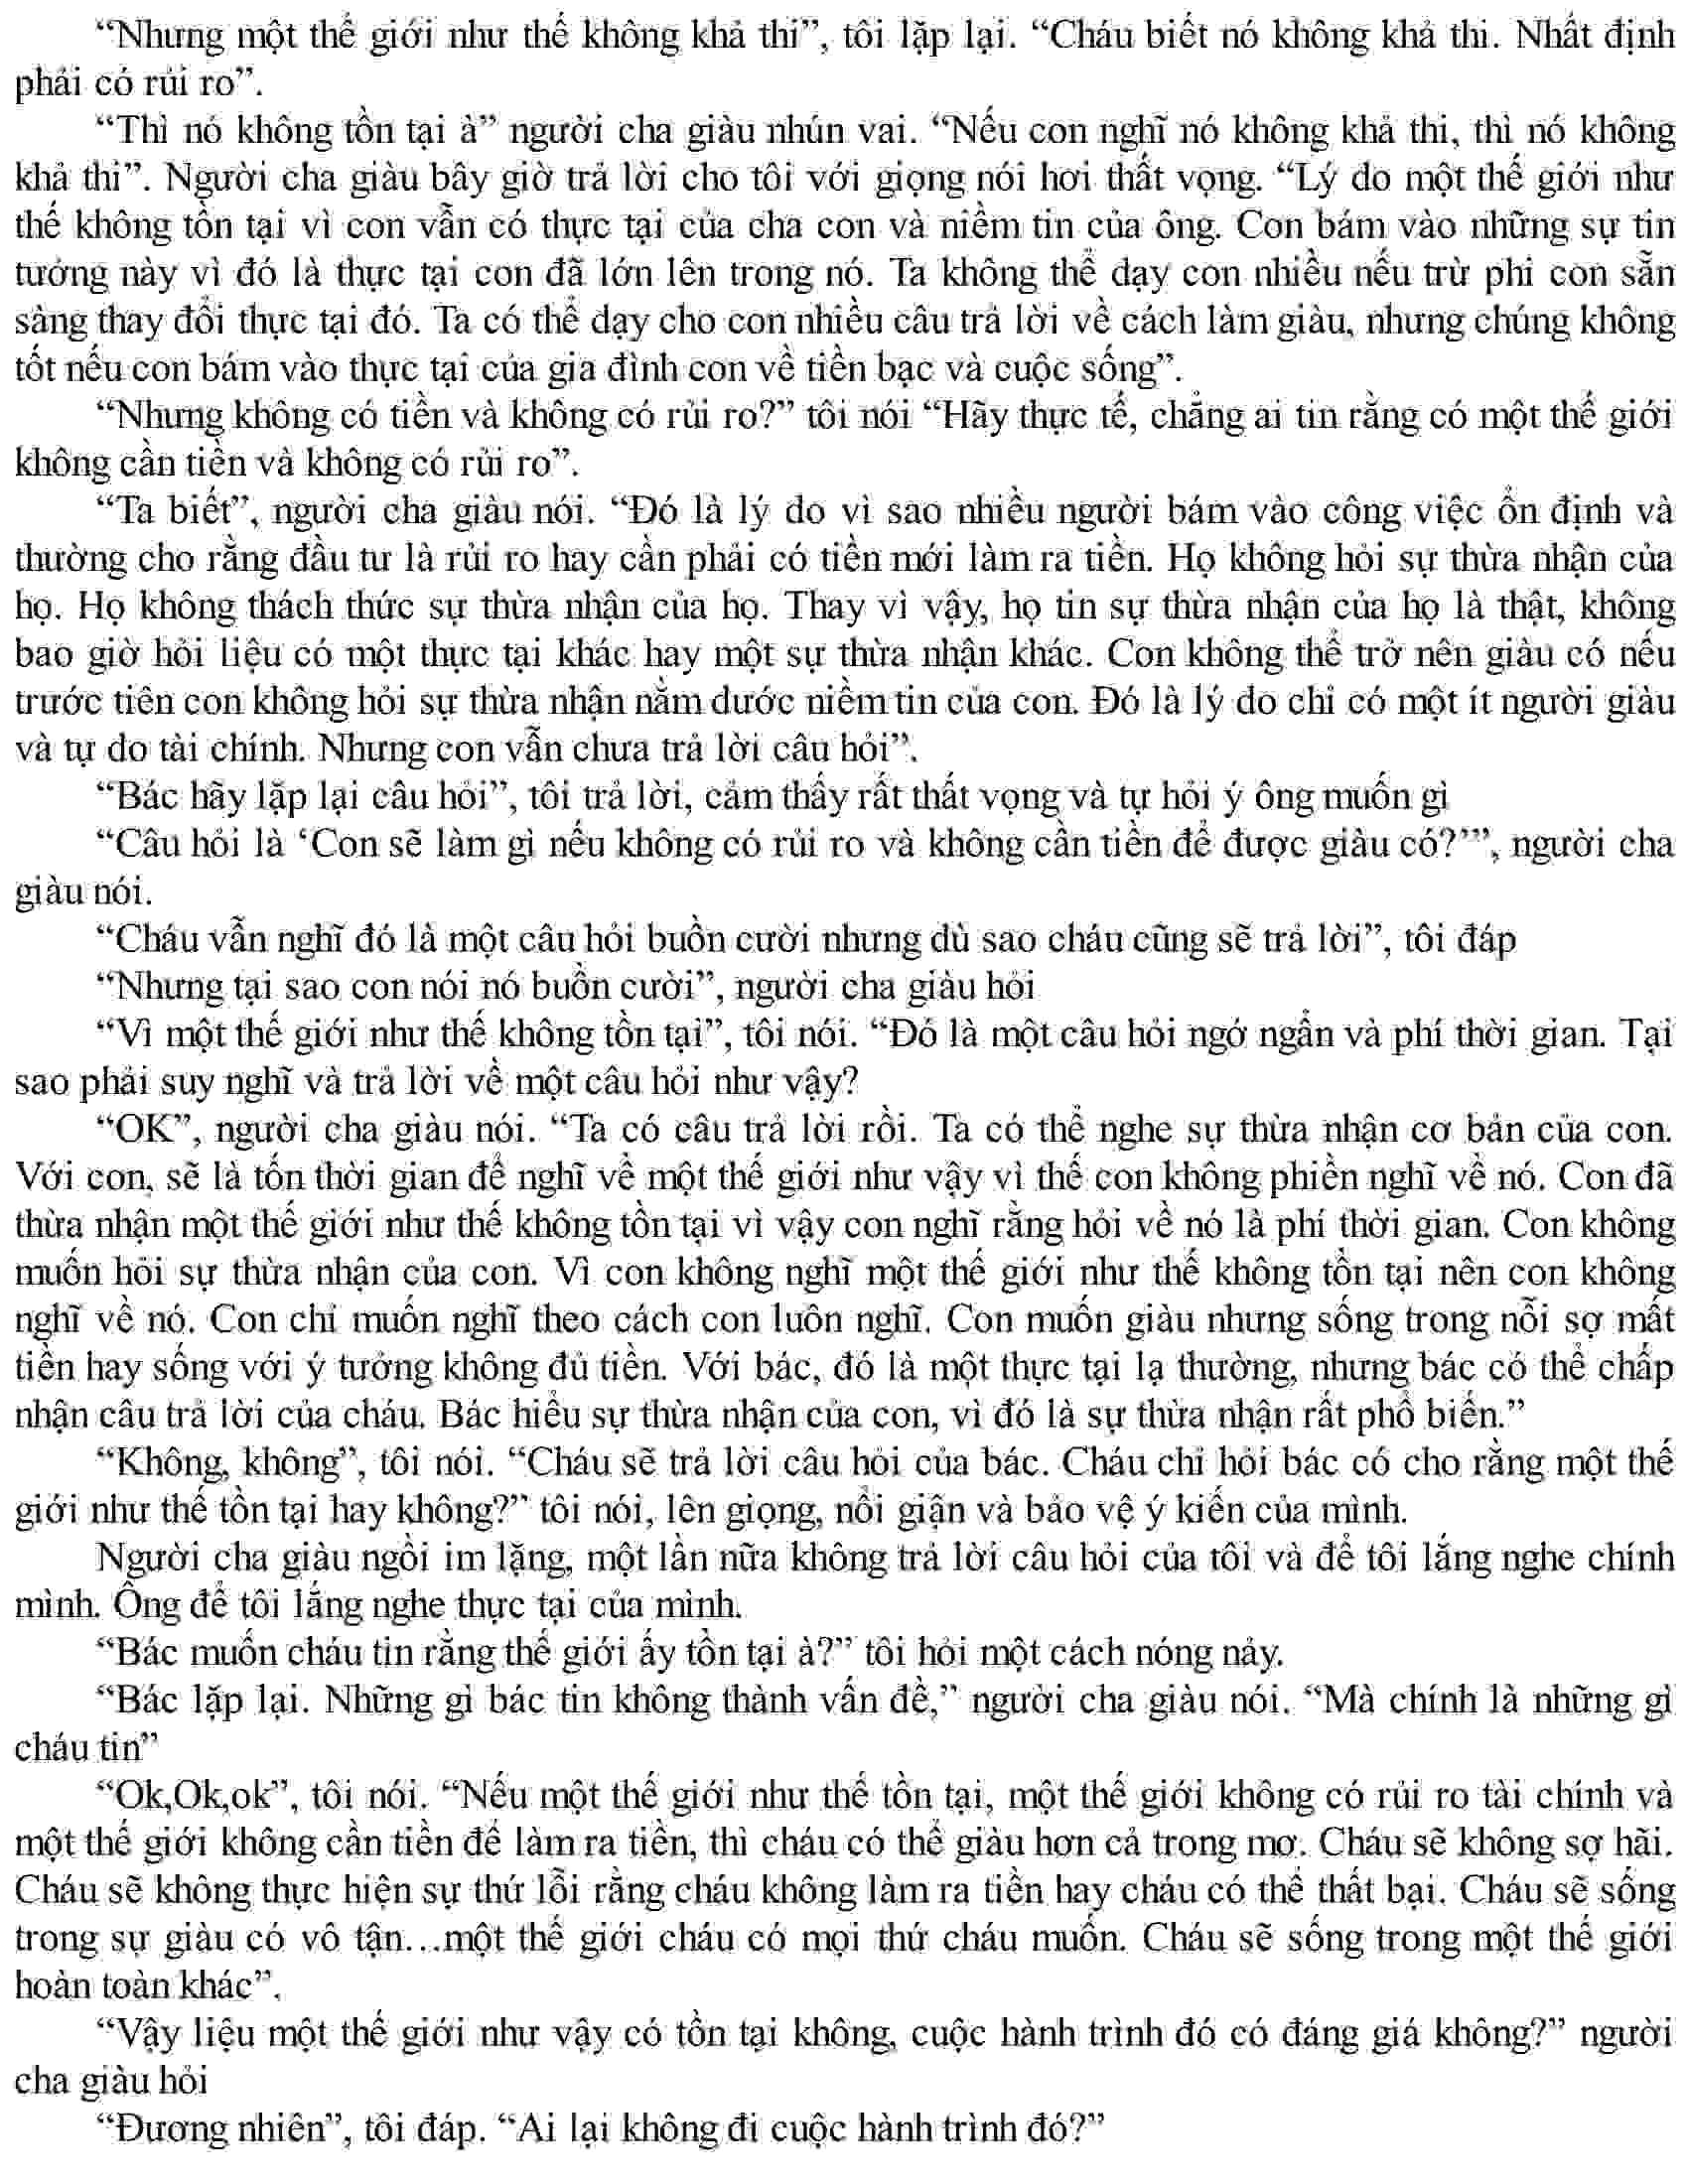 “Nhưng một thế giới như thế không khả thi”, tôi lặp lại. “Cháu biết nó không khả thi. Nhất định
phải có rủi ro”.
“Thì nó không tồn tại à” người cha giàu nhún vai. “Nếu con nghĩ nó không khả thi, thì nó không
khả thi”. Người cha giàu bây giờ trả lời cho tôi với giọng nói hơi thất vọng. “Lý do một thế giới như
thế không tồn tại vì con vẫn có thực tại của cha con và niềm tin của ông. Con bám vào những sự tin
tưởng này vì đó là thực tại con đã lớn lên trong nó. Ta không thể dạy con nhiều nếu trừ phi con sẵn
sàng thay đổi thực tại đó. Ta có thể dạy cho con nhiều câu trả lời về cách làm giàu, nhưng chúng không
tốt nếu con bám vào thực tại của gia đình con về tiền bạc và cuộc sống”.
“Nhưng không có tiền và không có rủi ro?” tôi nói “Hãy thực tế, chẳng ai tin rằng có một thế giới
không cần tiền và không có rủi ro”.
“Ta biết”, người cha giàu nói. “Đó là lý do vì sao nhiều người bám vào công việc ổn định và
thường cho rằng đầu tư là rủi ro hay cần phải có tiền mới làm ra tiền. Họ không hỏi sự thừa nhận của
họ. Họ không thách thức sự thừa nhận của họ. Thay vì vậy, họ tin sự thừa nhận của họ là thật, không
bao giờ hỏi liệu có một thực tại khác hay một sự thừa nhận khác. Con không thể trở nên giàu có nếu
trước tiên con không hỏi sự thừa nhận nằm dước niềm tin của con. Đó là lý do chỉ có một ít người giàu
và tự do tài chính. Nhưng con vẫn chưa trả lời câu hỏi”.
“Bác hãy lặp lại câu hỏi”, tôi trả lời, cảm thấy rất thất vọng và tự hỏi ý ông muốn gì
“Câu hỏi là ‘Con sẽ làm gì nếu không có rủi ro và không cần tiền để được giàu có?’”, người cha
giàu nói.
“Cháu vẫn nghĩ đó là một câu hỏi buồn cười nhưng dù sao cháu cũng sẽ trả lời”, tôi đáp
“Nhưng tại sao con nói nó buồn cười”, người cha giàu hỏi
“Vì một thế giới như thế không tồn tại”, tôi nói. “Đó là một câu hỏi ngớ ngẩn và phí thời gian. Tại
sao phải suy nghĩ và trả lời về một câu hỏi như vậy?
“OK”, người cha giàu nói. “Ta có câu trả lời rồi. Ta có thể nghe sự thừa nhận cơ bản của con.
Với con, sẽ là tốn thời gian để nghĩ về một thế giới như vậy vì thế con không phiền nghĩ về nó. Con đã
thừa nhận một thế giới như thế không tồn tại vì vậy con nghĩ rằng hỏi về nó là phí thời gian. Con không
muốn hỏi sự thừa nhận của con. Vì con không nghĩ một thế giới như thế không tồn tại nên con không
nghĩ về nó. Con chỉ muốn nghĩ theo cách con luôn nghĩ. Con muốn giàu nhưng sống trong nỗi sợ mất
tiền hay sống với ý tưởng không đủ tiền. Với bác, đó là một thực tại lạ thường, nhưng bác có thể chấp
nhận câu trả lời của cháu. Bác hiểu sự thừa nhận của con, vì đó là sự thừa nhận rất phổ biến.”
“Không, không”, tôi nói. “Cháu sẽ trả lời câu hỏi của bác. Cháu chỉ hỏi bác có cho rằng một thế
giới như thế tồn tại hay không?” tôi nói, lên giọng, nổi giận và bảo vệ ý kiến của mình.
Người cha giàu ngồi im lặng, một lần nữa không trả lời câu hỏi của tôi và để tôi lắng nghe chính
mình. Ông để tôi lắng nghe thực tại của mình.
“Bác muốn cháu tin rằng thế giới ấy tồn tại à?” tôi hỏi một cách nóng nảy.
“Bác lặp lại. Những gì bác tin không thành vấn đề,” người cha giàu nói. “Mà chính là những gì
cháu tin”
“Ok,Ok,ok”, tôi nói. “Nếu một thế giới như thế tồn tại, một thế giới không có rủi ro tài chính và
một thế giới không cần tiền để làm ra tiền, thì cháu có thể giàu hơn cả trong mơ. Cháu sẽ không sợ hãi.
Cháu sẽ không thực hiện sự thứ lỗi rằng cháu không làm ra tiền hay cháu có thể thất bại. Cháu sẽ sống
trong sự giàu có vô tận…một thế giới cháu có mọi thứ cháu muốn. Cháu sẽ sống trong một thế giới
hoàn toàn khác”.
“Vậy liệu một thế giới như vậy có tồn tại không, cuộc hành trình đó có đáng giá không?” người
cha giàu hỏi
“Đương nhiên”, tôi đáp. “Ai lại không đi cuộc hành trình đó?”